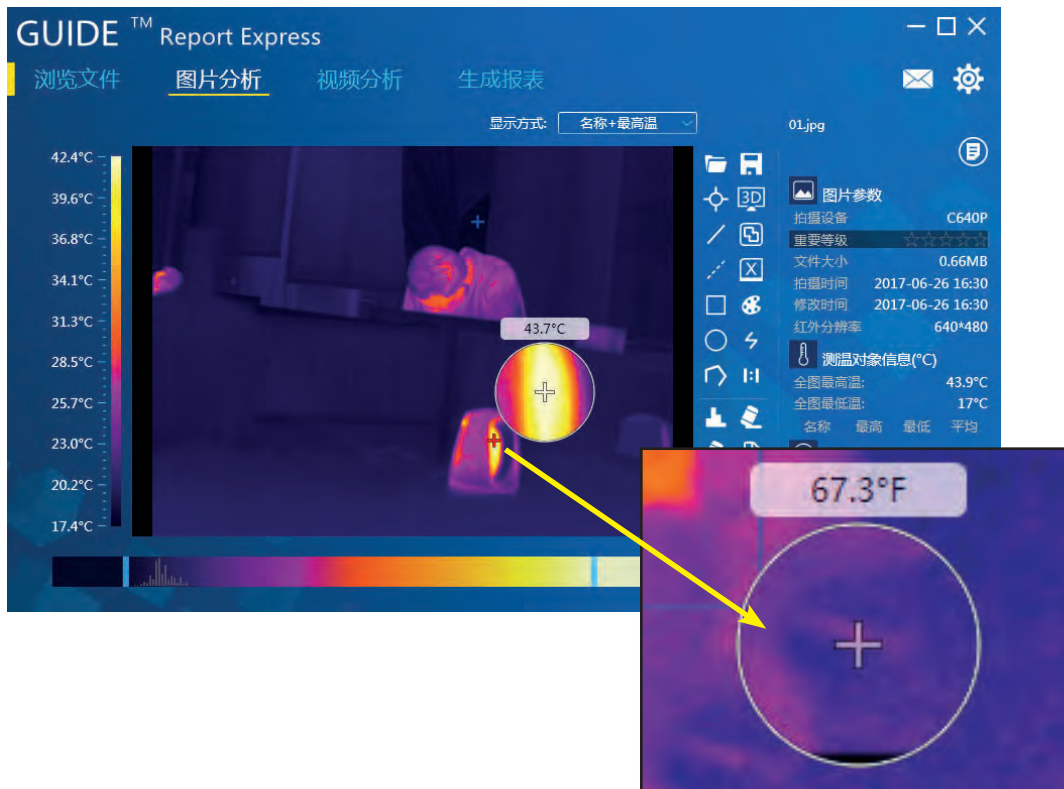 GUIDE ™ Report Express
浏览文件 图片分析 视频分析 生成报表
显示方式: 名称+最高温
01.jpg
42.4°C
39.6°C
36.8°C
34.1°C
31.3°C
28.5°C
25.7°C
23.0°C
20.2°C
17.4°C
43.7°C
3D
X
1:1
图片参数
拍摄设备 C640P
重要等级 ☆☆☆☆☆
文件大小 0.66MB
拍摄时间 2017-06-26 16:30
修改时间 2017-06-26 16:30
红外分辨率 640*480
测温对象信息(°C)
全图最高温: 43.9°C
全图最低温: 17°C
名称 最高 最低 平均
67.3°F